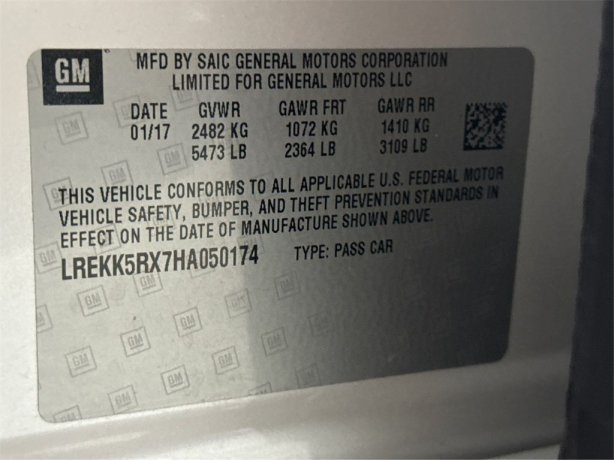 GM
MFD BY SAIC GENERAL MOTORS CORPORATION
LIMITED FOR GENERAL MOTORS LLC
DATE GVWR GAWR FRT GAWR RR
01/17 2482 KG 1072 KG 1410 KG
5473 LB 2364 LB 3109 LB
THIS VEHICLE CONFORMS TO ALL APPLICABLE U.S. FEDERAL MOTOR
VEHICLE SAFETY, BUMPER, AND THEFT PREVENTION STANDARDS IN
EFFECT ON THE DATE OF MANUFACTURE SHOWN ABOVE.
LREKK5RX7HA050174 TYPE: PASS CAR